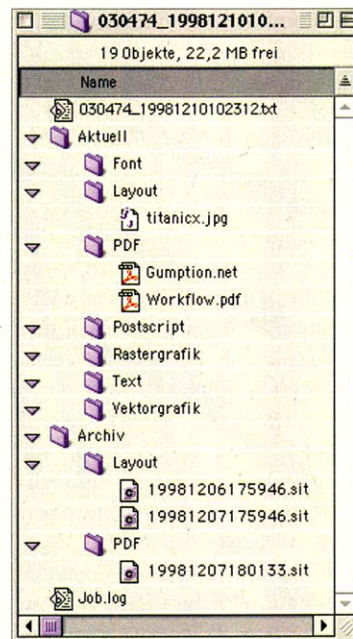 030474_1998121010...
19 Objekte, 22,2 MB frei
Name
030474_19981210102312.txt
Aktuell
Font
Layout
titanicx.jpg
PDF
Gumption.net
Workflow.pdf
Postscript
Rastergrafik
Text
Vektorgrafik
Archiv
Layout
19981206175946.sit
19981207175946.sit
PDF
19981207180133.sit
Job.log